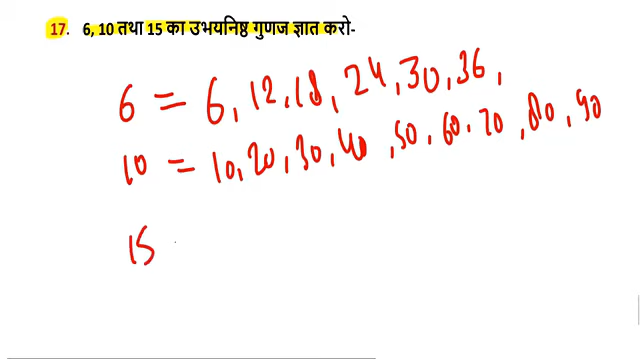 17. 6, 10 तथा 15 का उभयनिष्ठ गुणज ज्ञात करो-
6 = 6, 12, 18, 24, 30, 36,
10 = 10, 20, 30, 40, 50, 60, 70, 80, 90
15